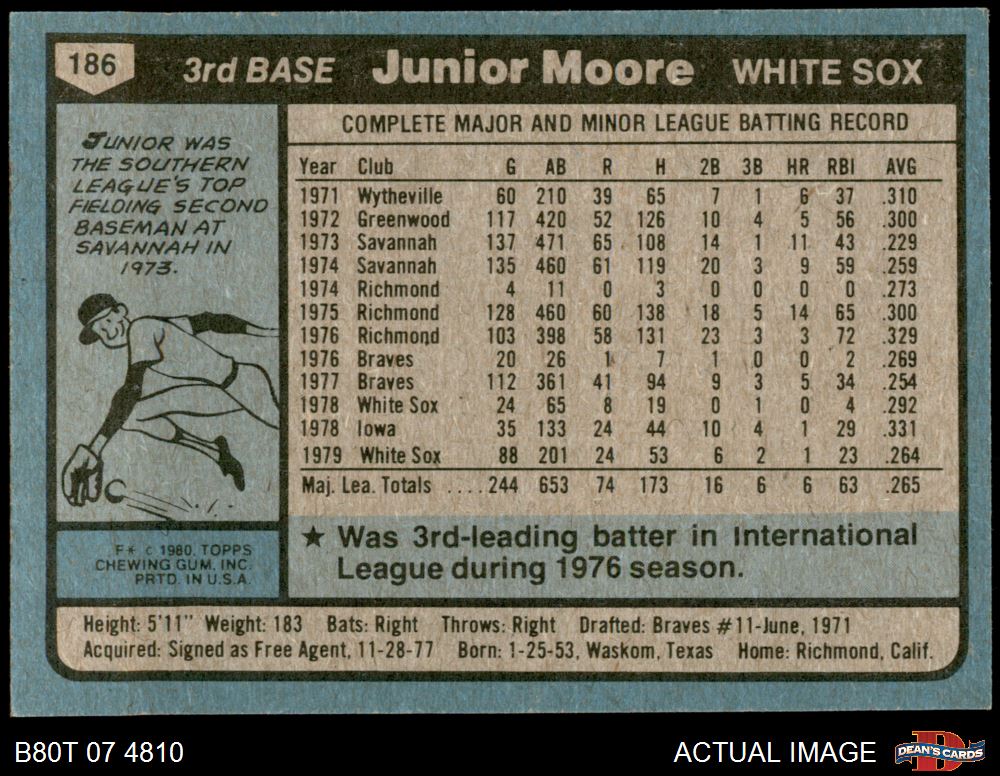 186 3rd BASE Junior Moore WHITE SOX
JUNIOR WAS
THE SOUTHERN
LEAGUE'S TOP
FIELDING SECOND
BASEMAN AT
SAVANNAH IN
1973.
F* © 1980. TOPPS
CHEWING GUM, INC.
PRTD. IN U.S.A.
COMPLETE MAJOR AND MINOR LEAGUE BATTING RECORD
Year Club G AB R H 2B 3B HR RBI AVG
1971 Wytheville 60 210 39 65 7 1 6 37 .310
1972 Greenwood 117 420 52 126 10 4 5 56 .300
1973 Savannah 137 471 65 108 14 1 11 43 .229
1974 Savannah 135 460 61 119 20 3 9 59 .259
1974 Richmond 4 11 0 3 0 0 0 0 .273
1975 Richmond 128 460 60 138 18 5 14 65 .300
1976 Richmond 103 398 58 131 23 3 3 72 .329
1976 Braves 20 26 1 7 1 0 0 2 .269
1977 Braves 112 361 41 94 9 3 5 34 .254
1978 White Sox 24 65 8 19 0 1 0 4 .292
1978 Iowa 35 133 24 44 10 4 1 29 .331
1979 White Sox 88 201 24 53 6 2 1 23 .264
Maj. Lea. Totals ....244 653 74 173 16 6 6 63 .265
★ Was 3rd-leading batter in International
League during 1976 season.
Height: 5'11" Weight: 183 Bats: Right Throws: Right Drafted: Braves #11-June, 1971
Acquired: Signed as Free Agent, 11-28-77 Born: 1-25-53, Waskom, Texas Home: Richmond, Calif.
B80T 07 4810 ACTUAL IMAGE DEAN'S CARDS